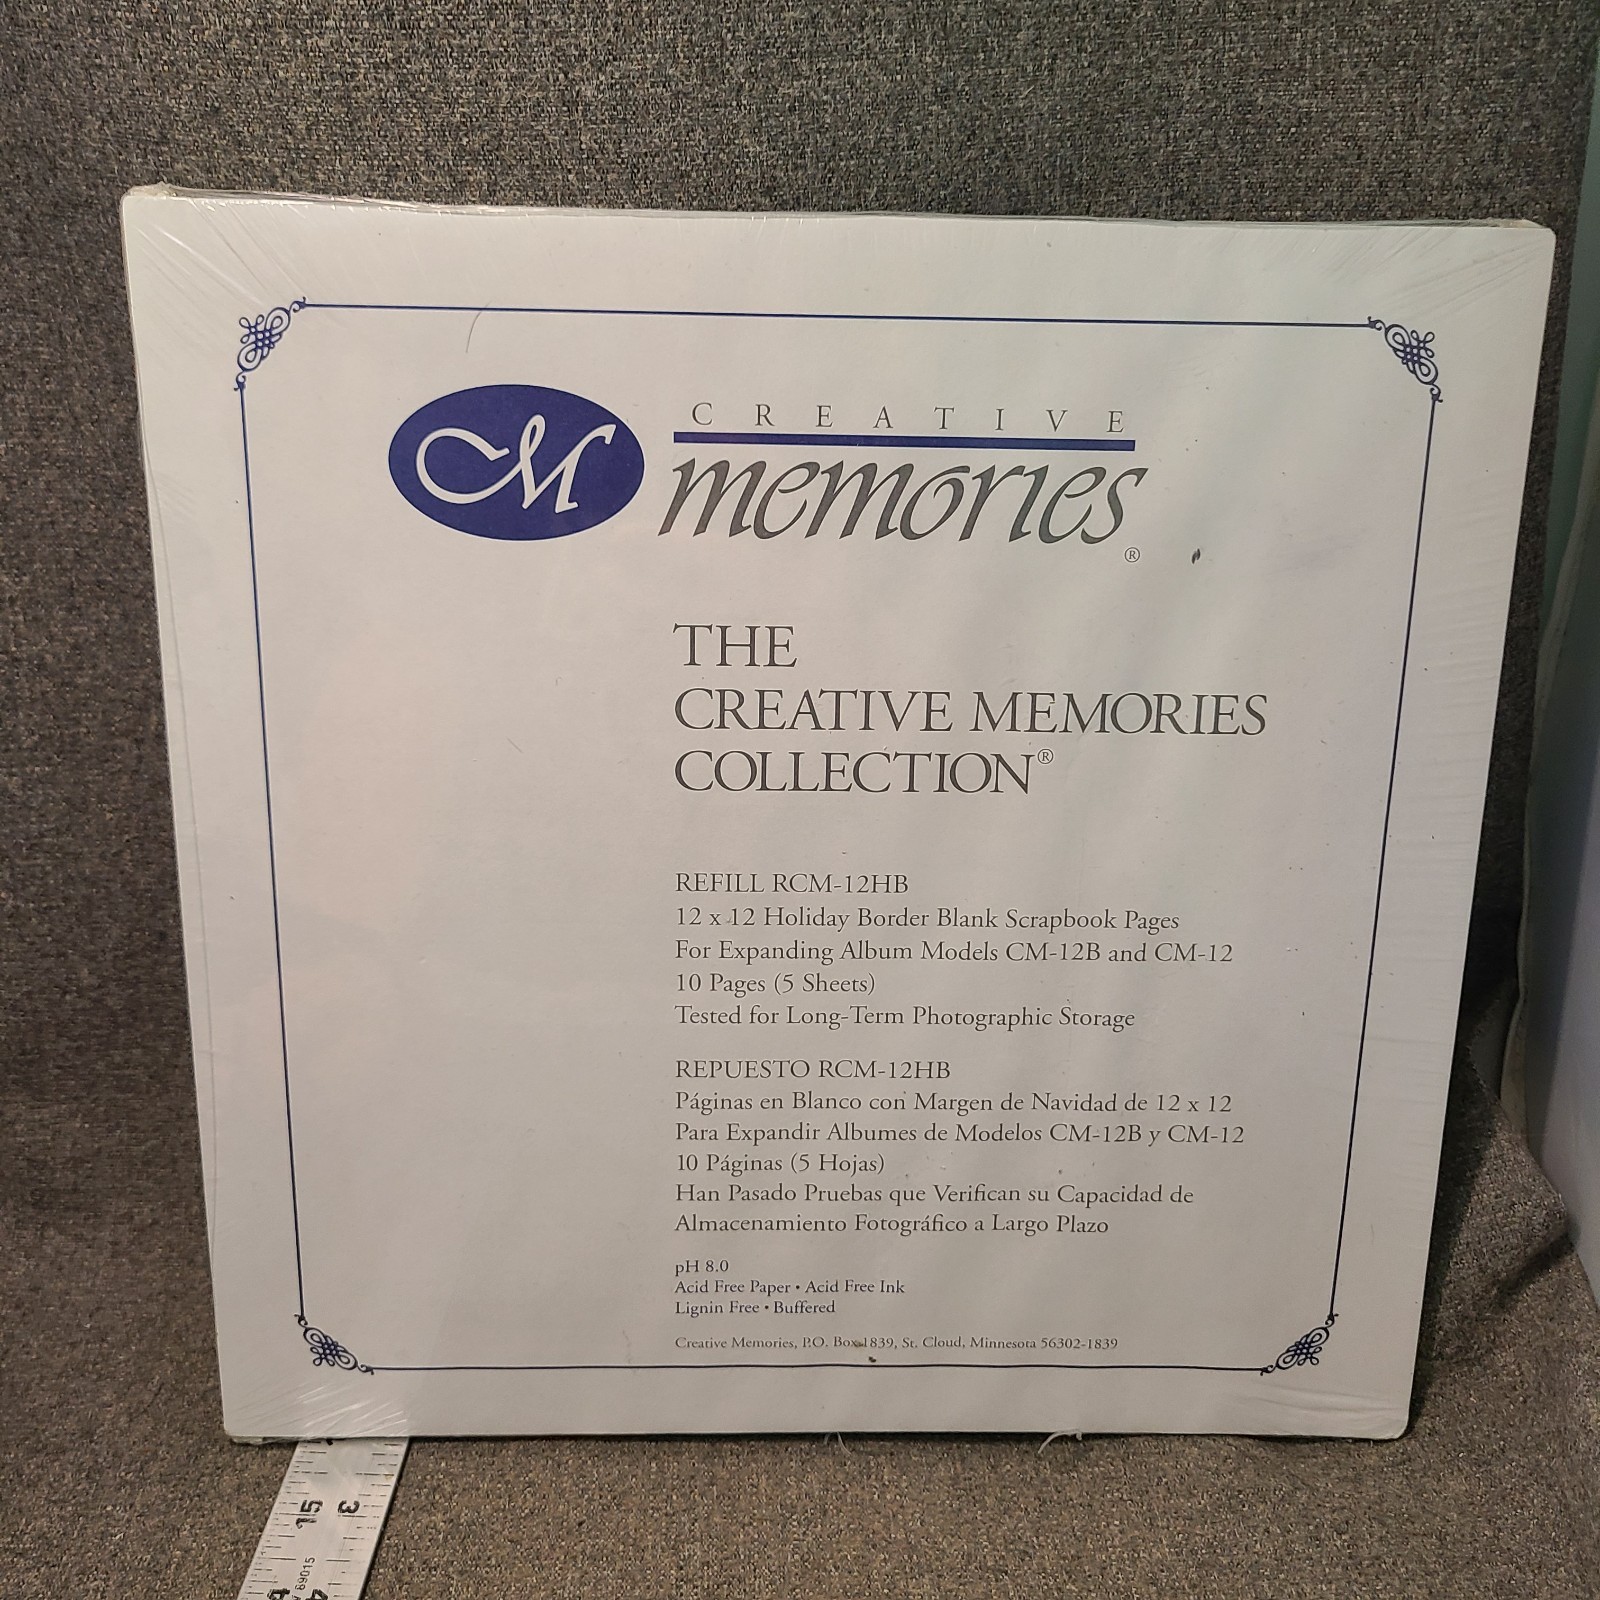 CREATIVE
memories®
THE
CREATIVE MEMORIES
COLLECTION®
REFILL RCM-12HB
12 x 12 Holiday Border Blank Scrapbook Pages
For Expanding Album Models CM-12B and CM-12
10 Pages (5 Sheets)
Tested for Long-Term Photographic Storage
REPUESTO RCM-12HB
Páginas en Blanco con Margen de Navidad de 12 x 12
Para Expandir Albumes de Modelos CM-12B y CM-12
10 Páginas (5 Hojas)
Han Pasado Pruebas que Verifican su Capacidad de
Almacenamiento Fotográfico a Largo Plazo
pH 8.0
Acid Free Paper • Acid Free Ink
Lignin Free • Buffered
Creative Memories, P.O. Box 1839, St. Cloud, Minnesota 56302-1839
15 3
69015
4